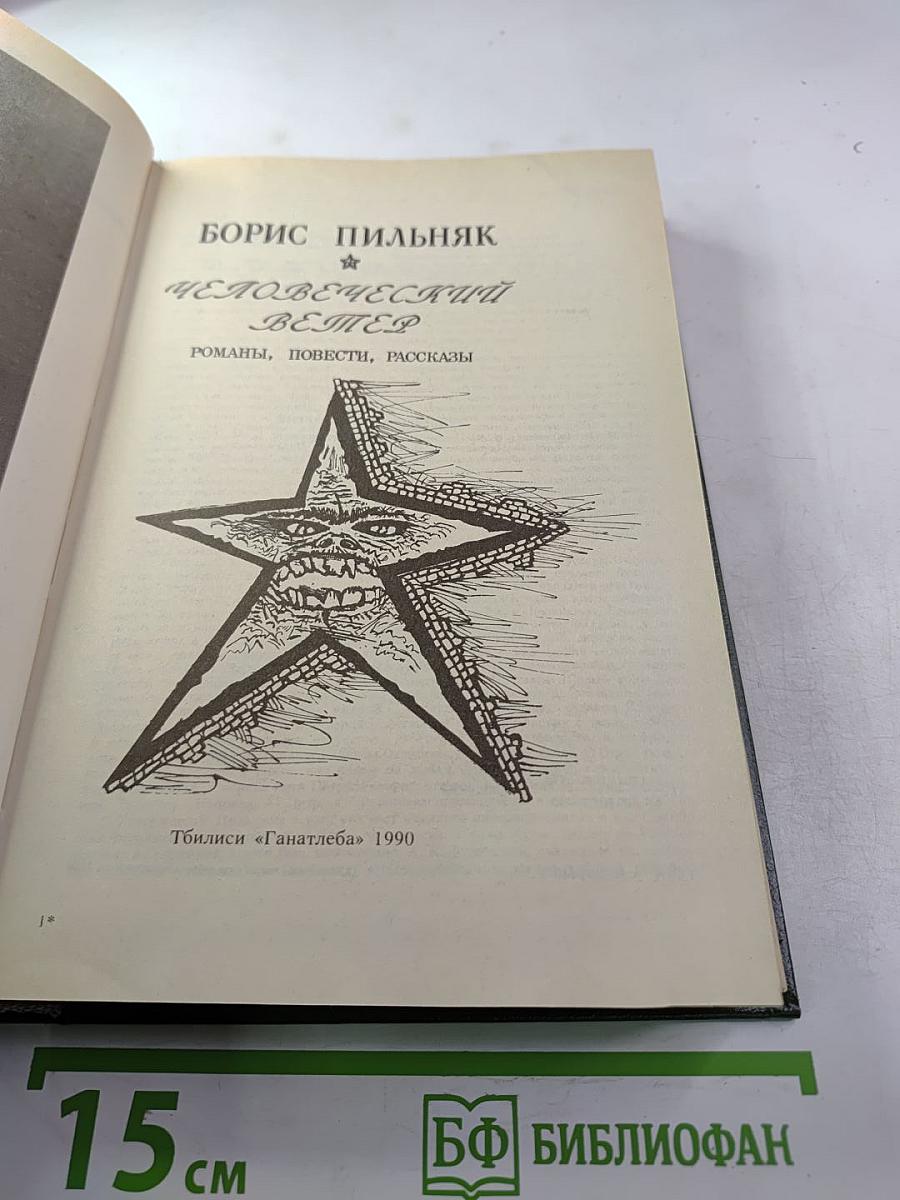 БОРИС ПИЛЬНЯК
ЧЕЛОВЕЧЕСКИЙ
ВЕТЕР
РОМАНЫ, ПОВЕСТИ, РАССКАЗЫ
Тбилиси «Ганатлеба» 1990
1*
15 см
БФ БИБЛИОФАН